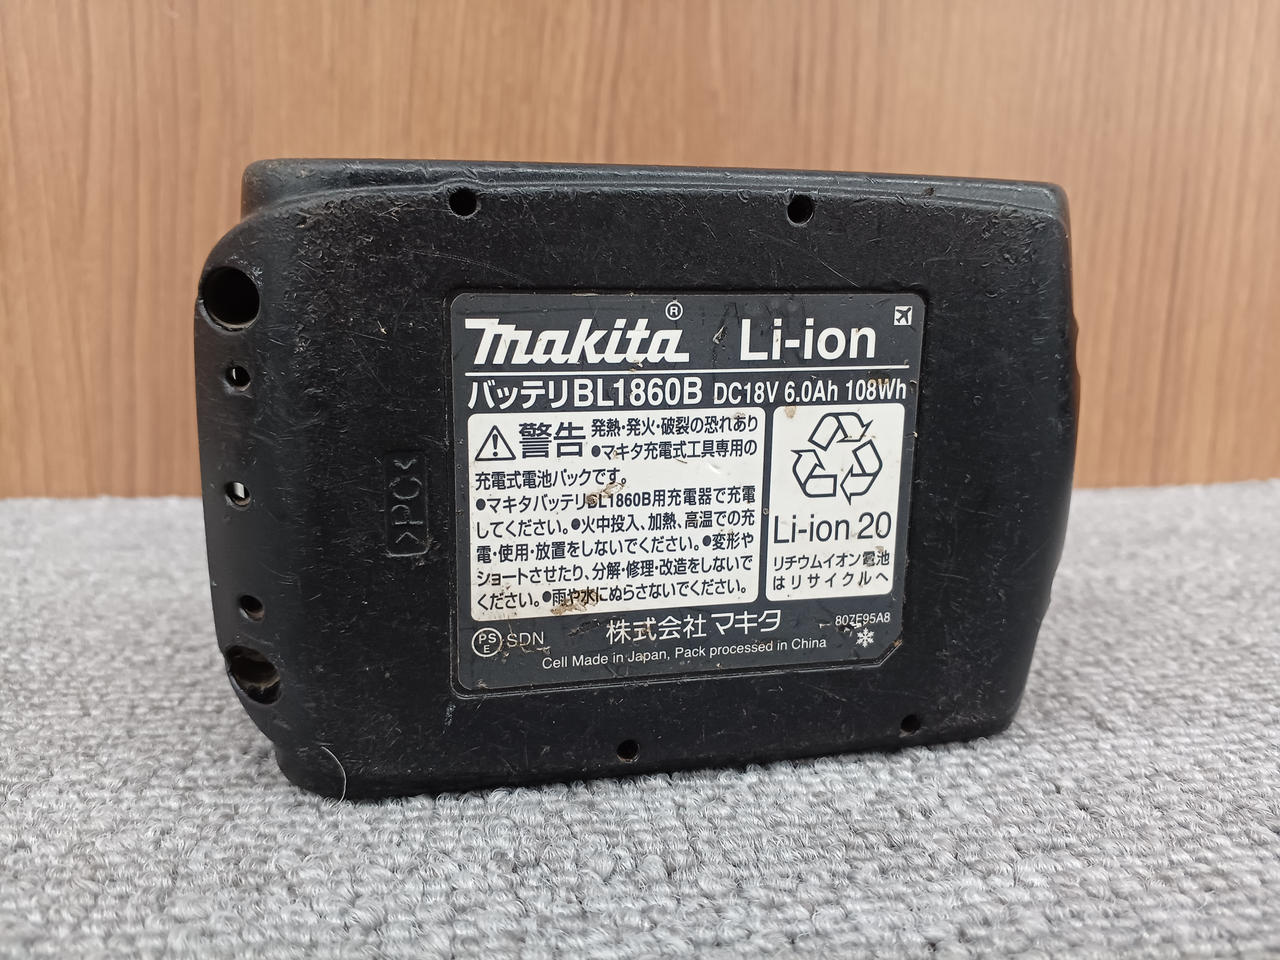 makita® Li-ion
バッテリBL1860B DC18V 6.0Ah 108Wh
警告 発熱・発火・破裂の恐れあり
●マキタ充電式工具専用の
充電式電池パックです。
●マキタバッテリBL1860B用充電器で充電
してください。●火中投入、加熱、高温での充
電・使用・放置をしないでください。●変形や
ショートさせたり、分解・修理・改造をしないで
ください。●雨や水にぬらさないでください。
Li-ion 20
リチウムイオン電池
はリサイクルへ
PSE SDN 株式会社マキタ
Cell Made in Japan, Pack processed in China
>PC<